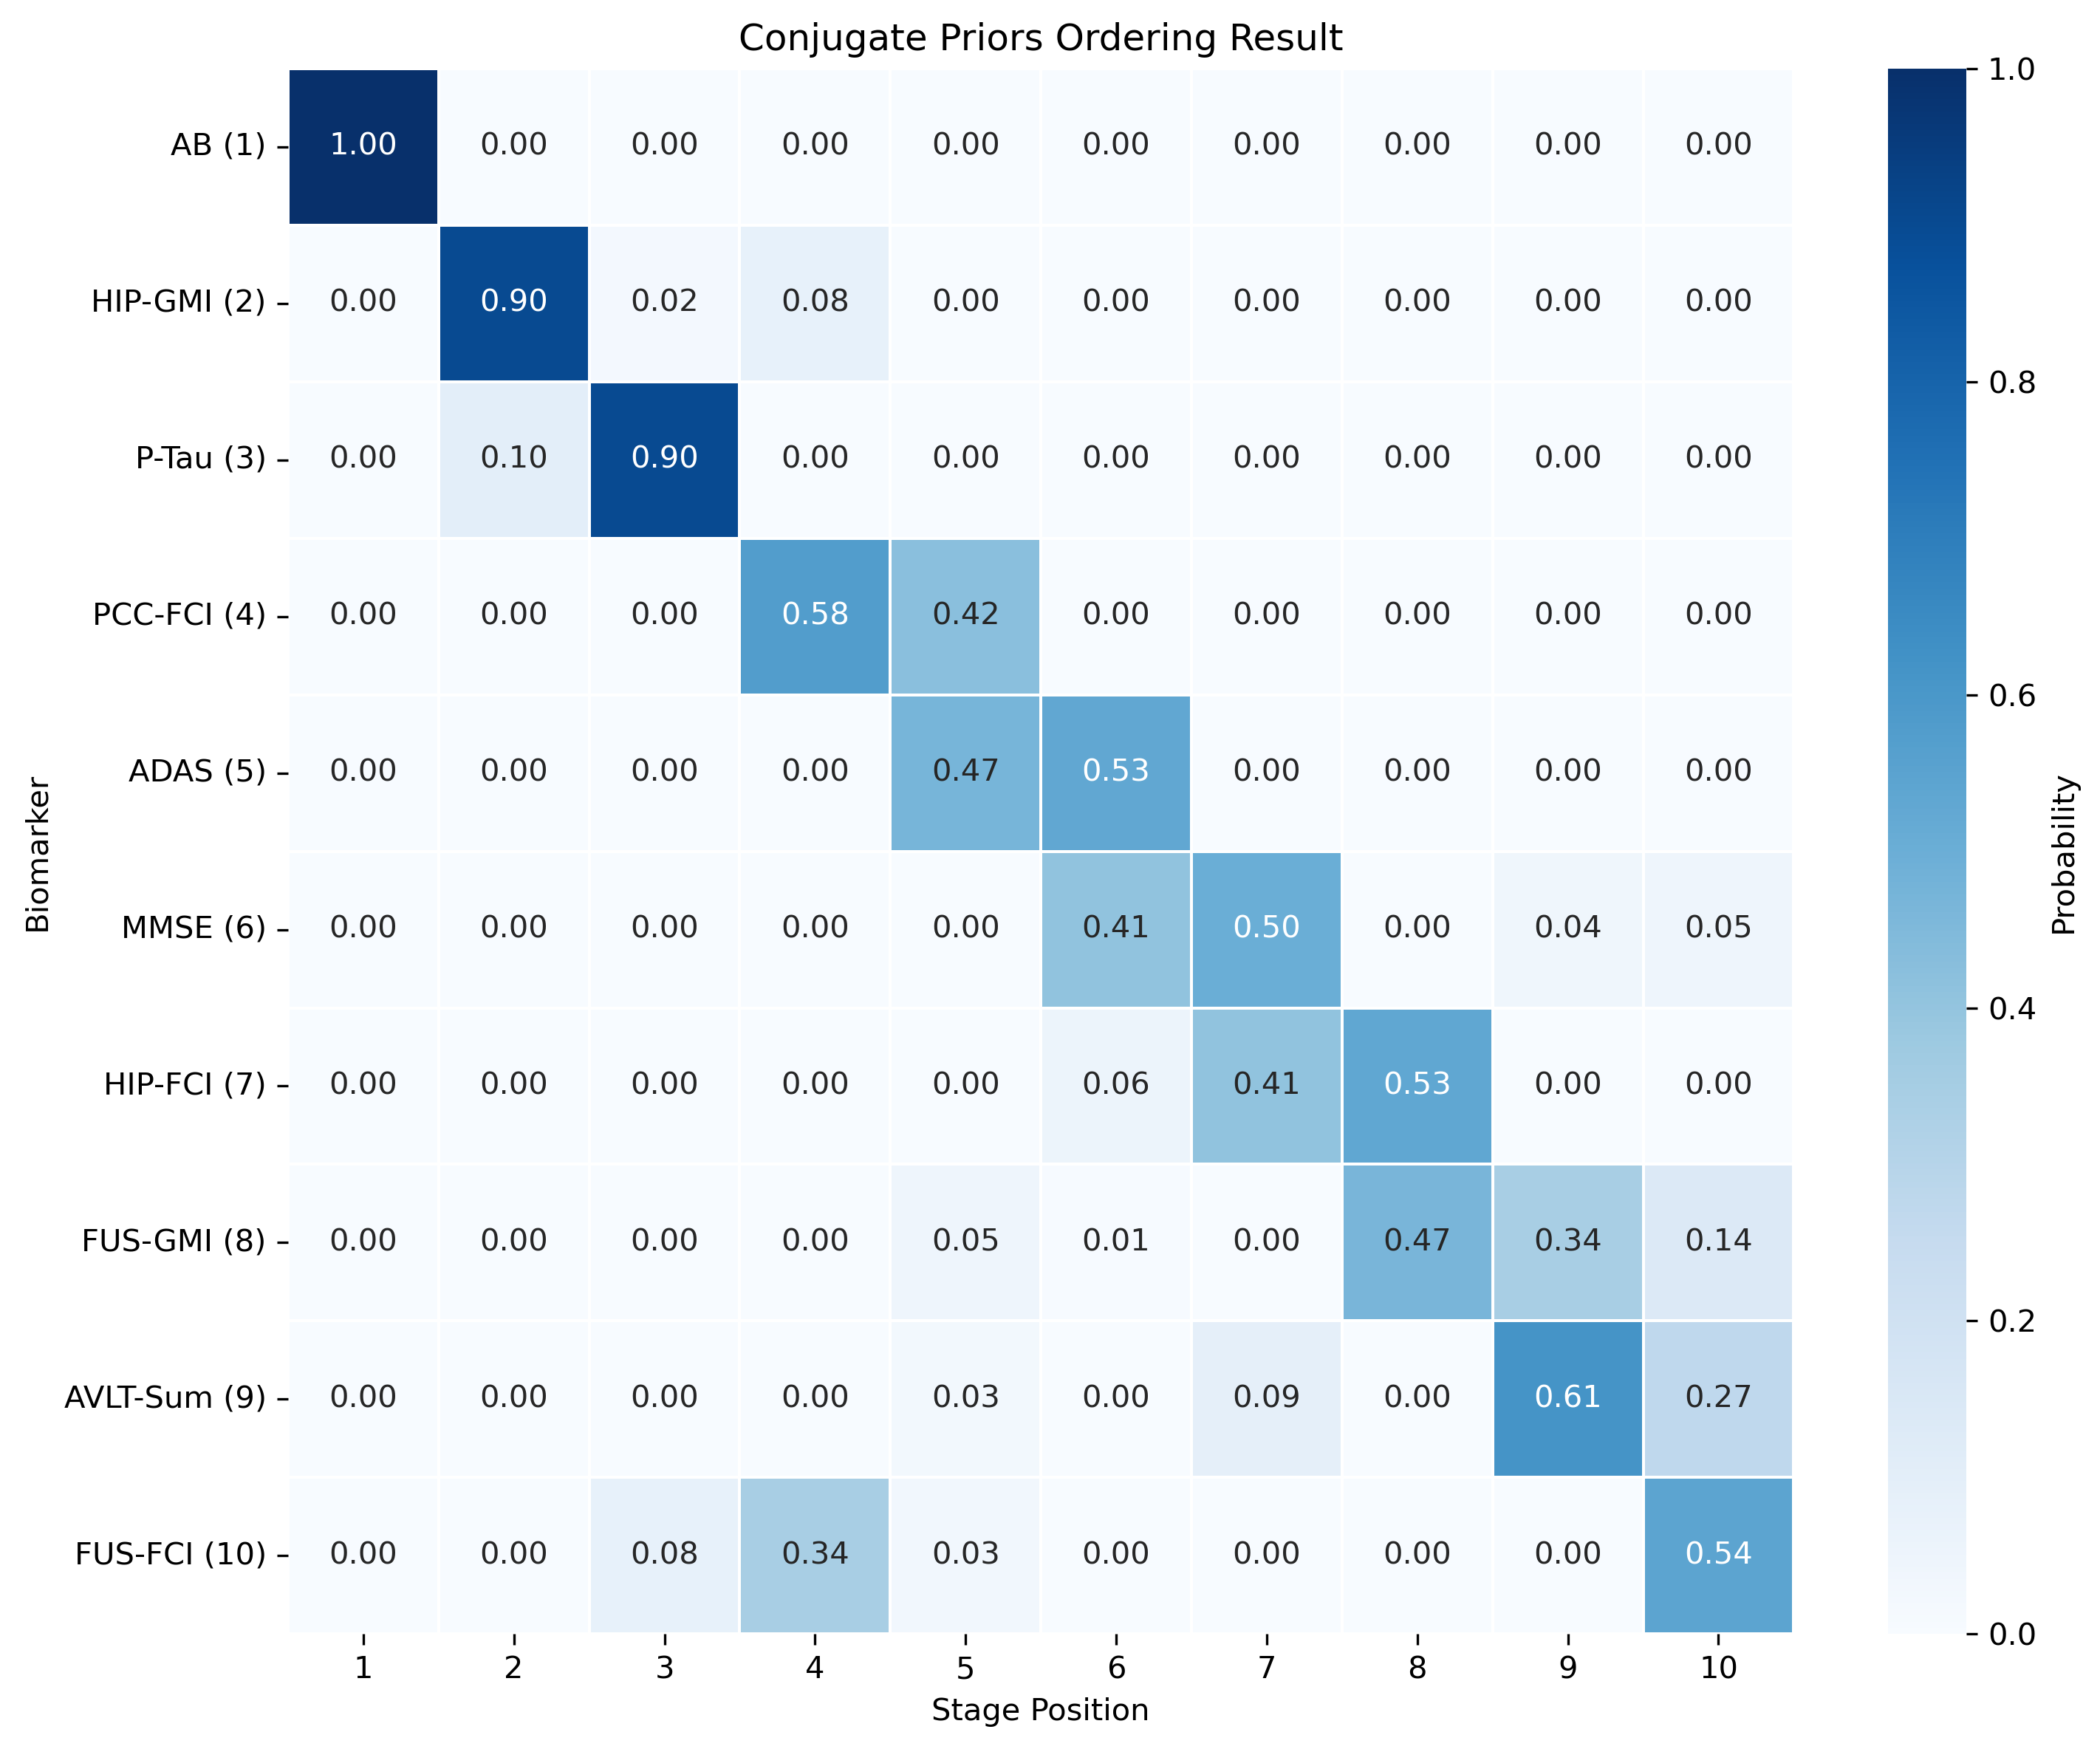 Conjugate Priors Ordering Result
AB (1) 1.00 0.00 0.00 0.00 0.00 0.00 0.00 0.00 0.00 0.00
HIP-GMI (2) 0.00 0.90 0.02 0.08 0.00 0.00 0.00 0.00 0.00 0.00
P-Tau (3) 0.00 0.10 0.90 0.00 0.00 0.00 0.00 0.00 0.00 0.00
PCC-FCI (4) 0.00 0.00 0.00 0.58 0.42 0.00 0.00 0.00 0.00 0.00
ADAS (5) 0.00 0.00 0.00 0.00 0.47 0.53 0.00 0.00 0.00 0.00
MMSE (6) 0.00 0.00 0.00 0.00 0.00 0.41 0.50 0.00 0.04 0.05
HIP-FCI (7) 0.00 0.00 0.00 0.00 0.00 0.06 0.41 0.53 0.00 0.00
FUS-GMI (8) 0.00 0.00 0.00 0.00 0.05 0.01 0.00 0.47 0.34 0.14
AVLT-Sum (9) 0.00 0.00 0.00 0.00 0.03 0.00 0.09 0.00 0.61 0.27
FUS-FCI (10) 0.00 0.00 0.08 0.34 0.03 0.00 0.00 0.00 0.00 0.54
1 2 3 4 5 6 7 8 9 10
Stage Position
Biomarker
1.0
0.8
0.6
0.4
0.2
0.0
Probability